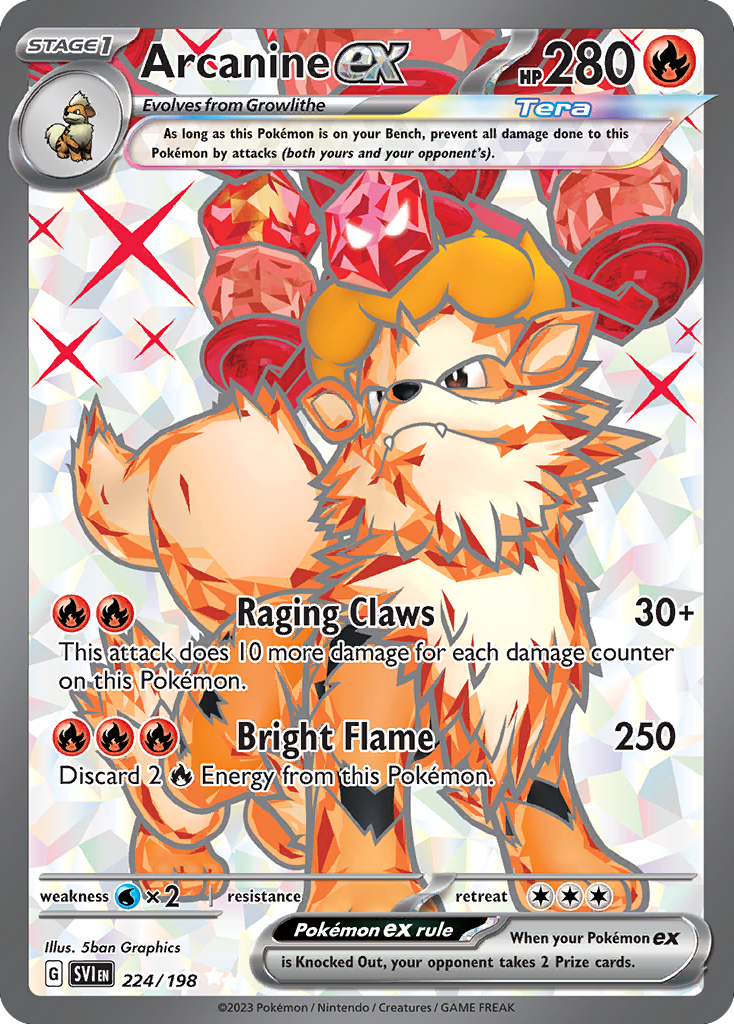 STAGE1
Arcanine ex
HP 280
Evolves from Growlithe
Tera
As long as this Pokémon is on your Bench, prevent all damage done to this
Pokémon by attacks (both yours and your opponent's).
Raging Claws 30+
This attack does 10 more damage for each damage counter
on this Pokémon.
Bright Flame 250
Discard 2 Energy from this Pokémon.
weakness ×2 resistance retreat
Illus. 5ban Graphics
Pokémon ex rule
When your Pokémon ex
is Knocked Out, your opponent takes 2 Prize cards.
G SVI EN 224/198
©2023 Pokémon / Nintendo / Creatures / GAME FREAK